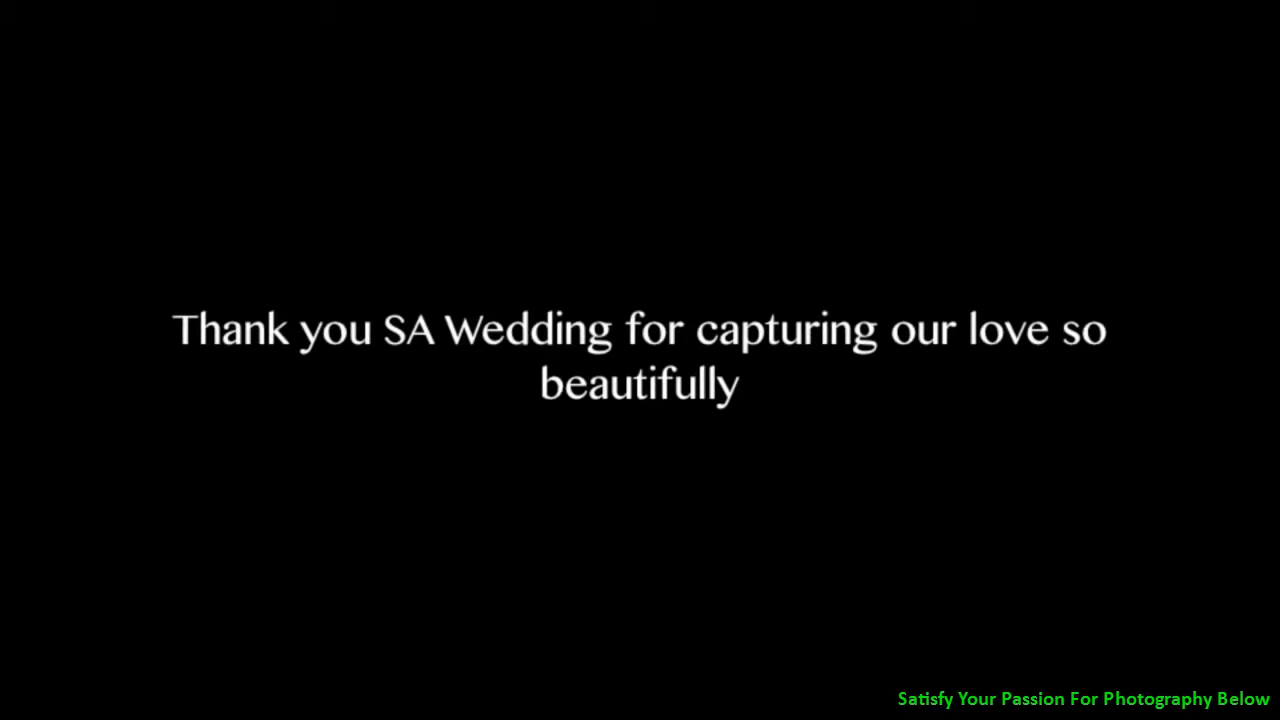 Thank you SA Wedding for capturing our love so
beautifully
Satisfy Your Passion For Photography Below